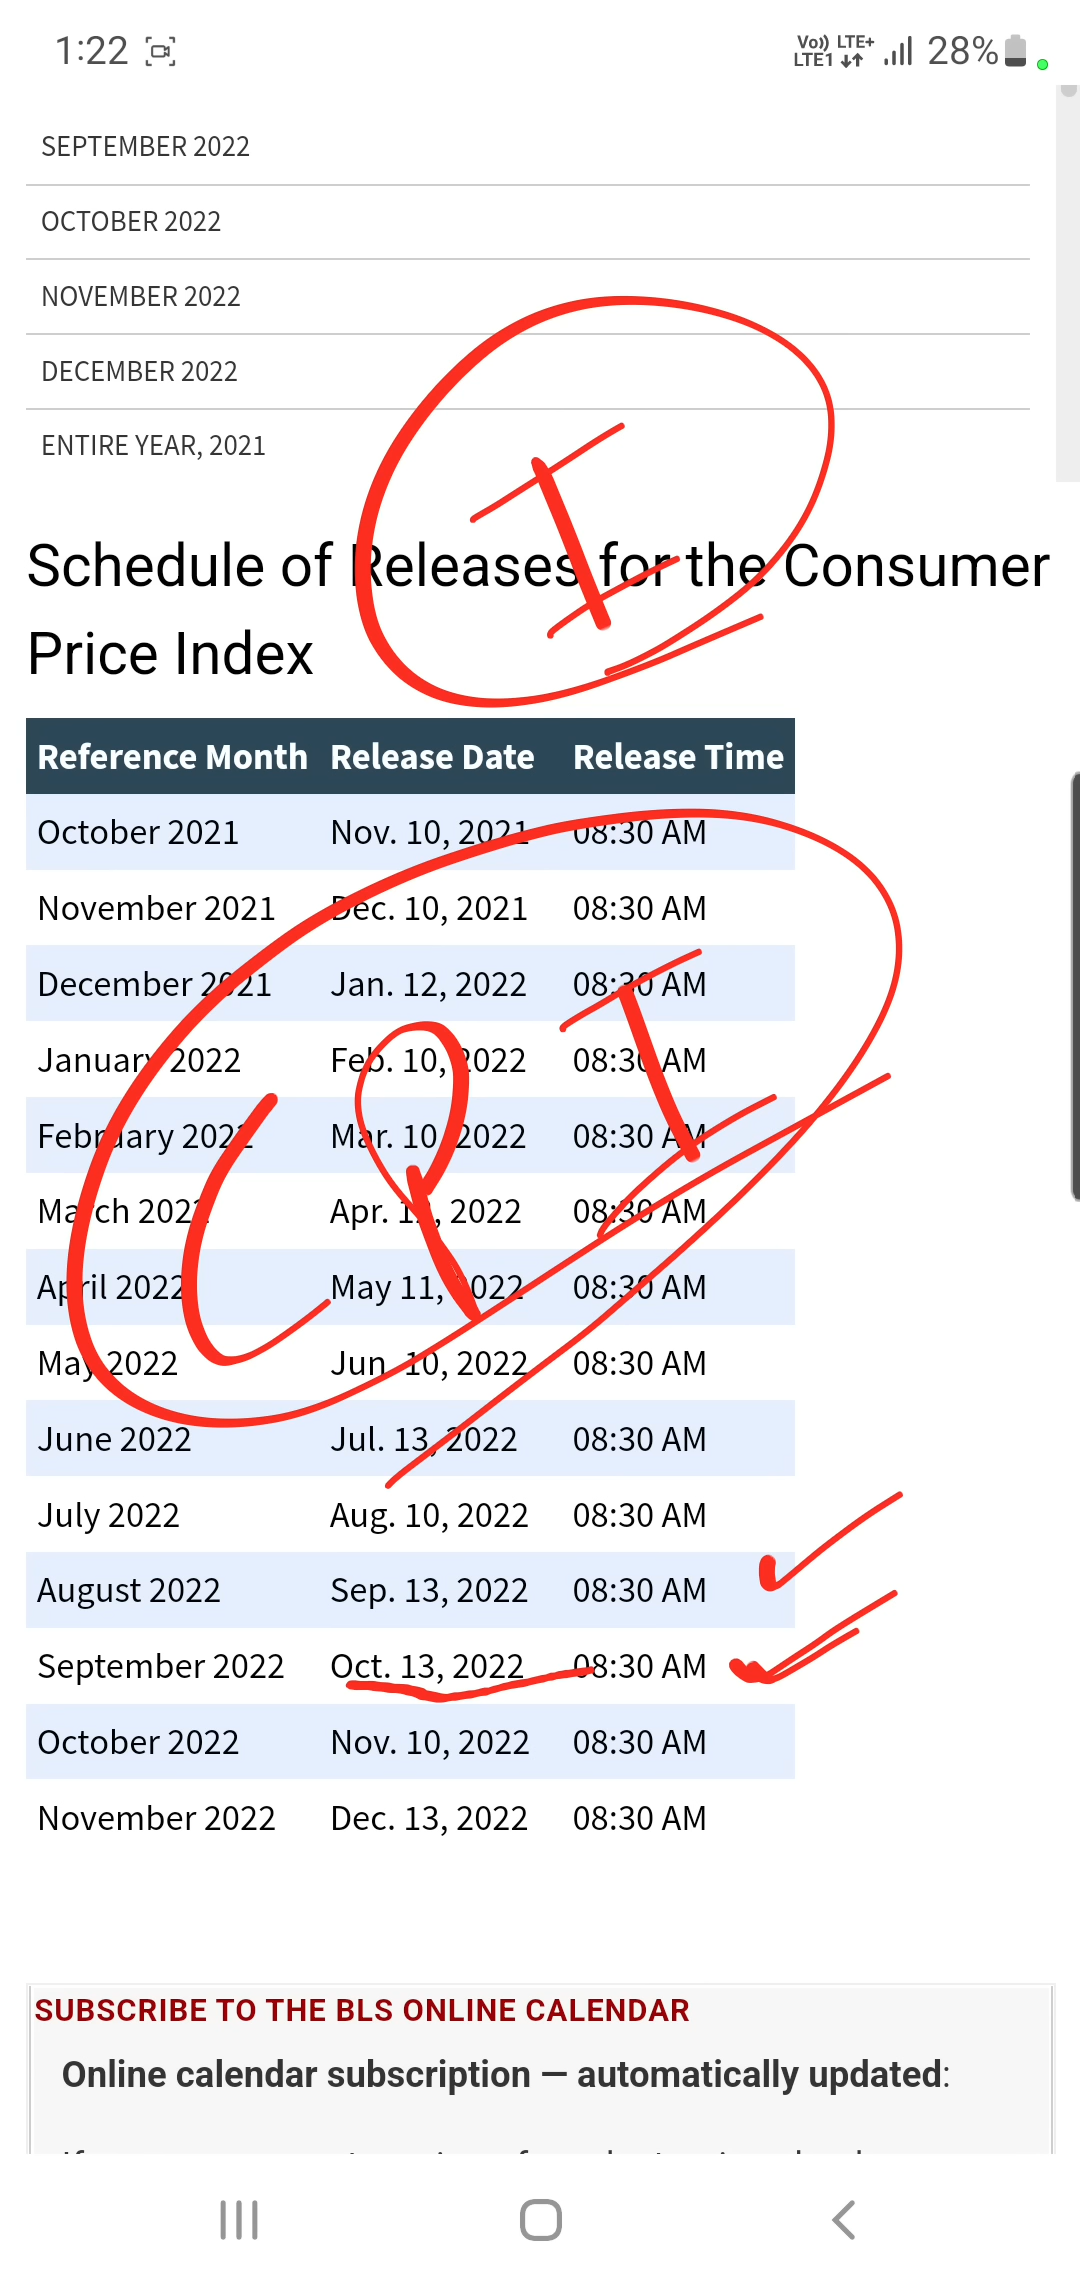 1:22 Vo)) LTE+ LTE1 28%
SEPTEMBER 2022
OCTOBER 2022
NOVEMBER 2022
DECEMBER 2022
ENTIRE YEAR, 2021
I
Schedule of Releases for the Consumer
Price Index
Reference Month Release Date Release Time
October 2021 Nov. 10, 2021 08:30 AM
November 2021 Dec. 10, 2021 08:30 AM
December 2021 Jan. 12, 2022 08:30 AM
January 2022 Feb. 10, 2022 08:30 AM
February 2022 Mar. 10, 2022 08:30 AM
March 2022 Apr. 12, 2022 08:30 AM
CPI
April 2022 May 11, 2022 08:30 AM
May 2022 Jun. 10, 2022 08:30 AM
June 2022 Jul. 13, 2022 08:30 AM
July 2022 Aug. 10, 2022 08:30 AM
August 2022 Sep. 13, 2022 08:30 AM
September 2022 Oct. 13, 2022 08:30 AM
October 2022 Nov. 10, 2022 08:30 AM
November 2022 Dec. 13, 2022 08:30 AM
SUBSCRIBE TO THE BLS ONLINE CALENDAR
Online calendar subscription — automatically updated: